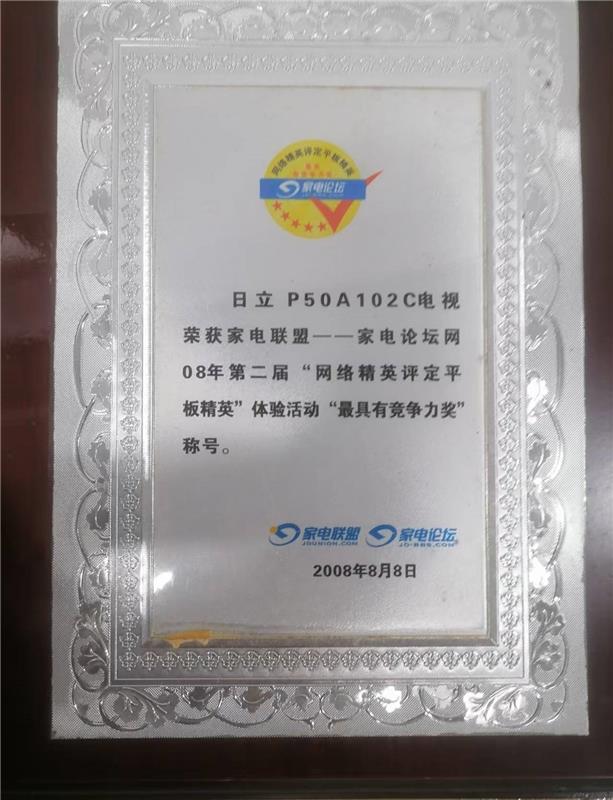 网络精英评定平板精英
家电论坛
日立 P50A102C电视
荣获家电联盟——家电论坛网
08年第二届“网络精英评定平
板精英”体验活动“最具有竞争力奖”
称号。
家电联盟 家电论坛
JDUNION.COM JD-BBS.COM
2008年8月8日